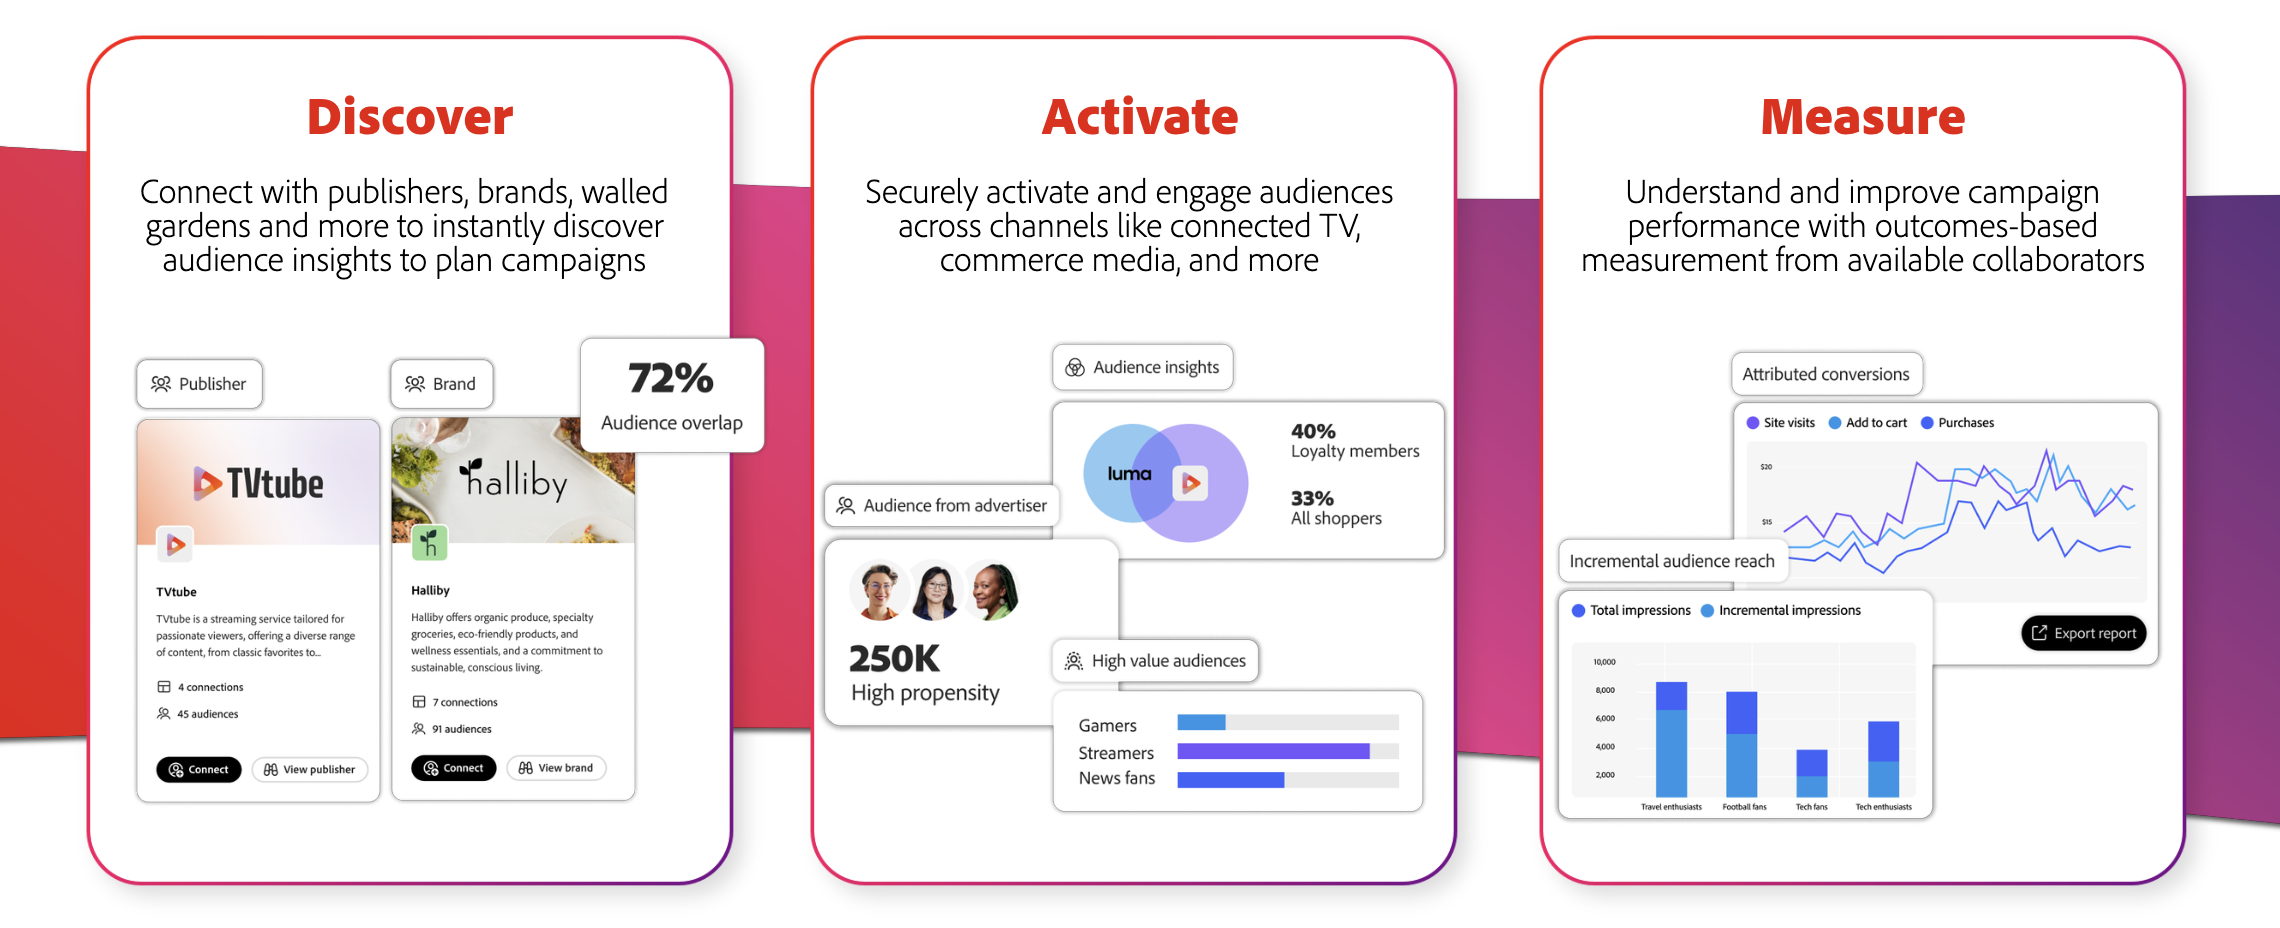 Discover
Connect with publishers, brands, walled
gardens and more to instantly discover
audience insights to plan campaigns
Publisher
Brand
72%
Audience overlap
TVtube
halliby
h
TVtube
TVtube is a streaming service tailored for
passionate viewers, offering a diverse range
of content, from classic favorites to...
4 connections
45 audiences
Connect
View publisher
Halliby
Halliby offers organic produce, specialty
groceries, eco-friendly products, and
wellness essentials, and a commitment to
sustainable, conscious living.
7 connections
91 audiences
Connect
View brand
Activate
Securely activate and engage audiences
across channels like connected TV,
commerce media, and more
Audience insights
luma
40%
Loyalty members
33%
All shoppers
Audience from advertiser
250K
High propensity
High value audiences
Gamers
Streamers
News fans
Measure
Understand and improve campaign
performance with outcomes-based
measurement from available collaborators
Attributed conversions
Site visits
Add to cart
Purchases
$20
$15
Export report
Incremental audience reach
Total impressions
Incremental impressions
10,000
8,000
6,000
4,000
2,000
Travel enthusiasts
Football fans
Tech fans
Tech enthusiasts